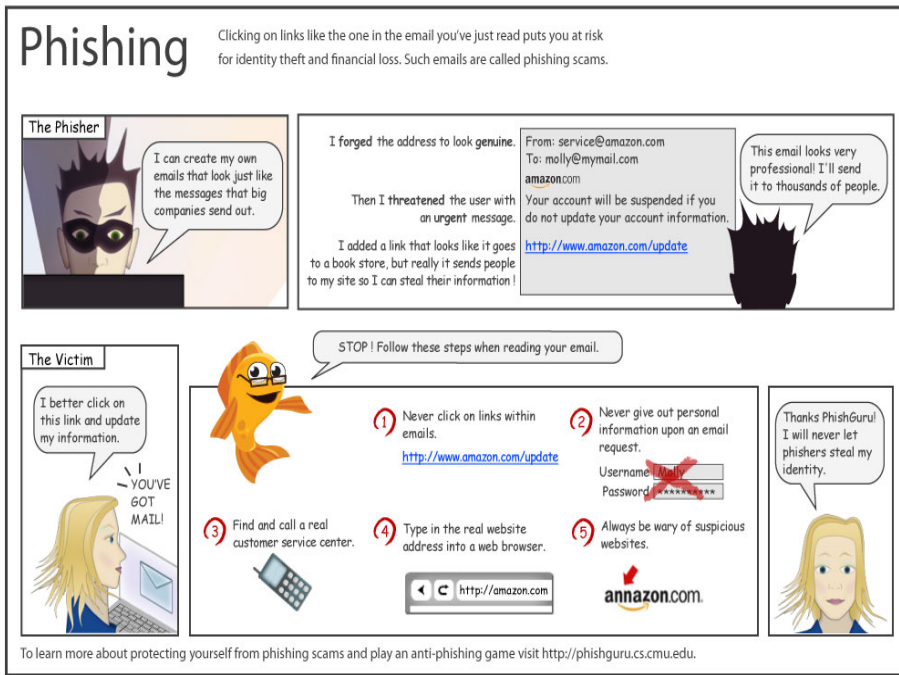 Phishing
Clicking on links like the one in the email you've just read puts you at risk
for identity theft and financial loss. Such emails are called phishing scams.
The Phisher
I can create my own
emails that look just like
the messages that big
companies send out.
I forged the address to look genuine.
From: service@amazon.com
To: molly@mymail.com
amazon.com
Then I threatened the user with
an urgent message.
Your account will be suspended if you
do not update your account information.
I added a link that looks like it goes
to a book store, but really it sends people
to my site so I can steal their information !
http://www.amazon.com/update
This email looks very
professional! I'll send
it to thousands of people.
The Victim
I better click on
this link and update
my information.
YOU'VE
GOT
MAIL!
STOP ! Follow these steps when reading your email.
1 Never click on links within
emails.
http://www.amazon.com/update
2 Never give out personal
information upon an email
request.
Username Molly
Password **********
3 Find and call a real
customer service center.
4 Type in the real website
address into a web browser.
http://amazon.com
5 Always be wary of suspicious
websites.
annazon.com
Thanks PhishGuru!
I will never let
phishers steal my
identity.
To learn more about protecting yourself from phishing scams and play an anti-phishing game visit http://phishguru.cs.cmu.edu.